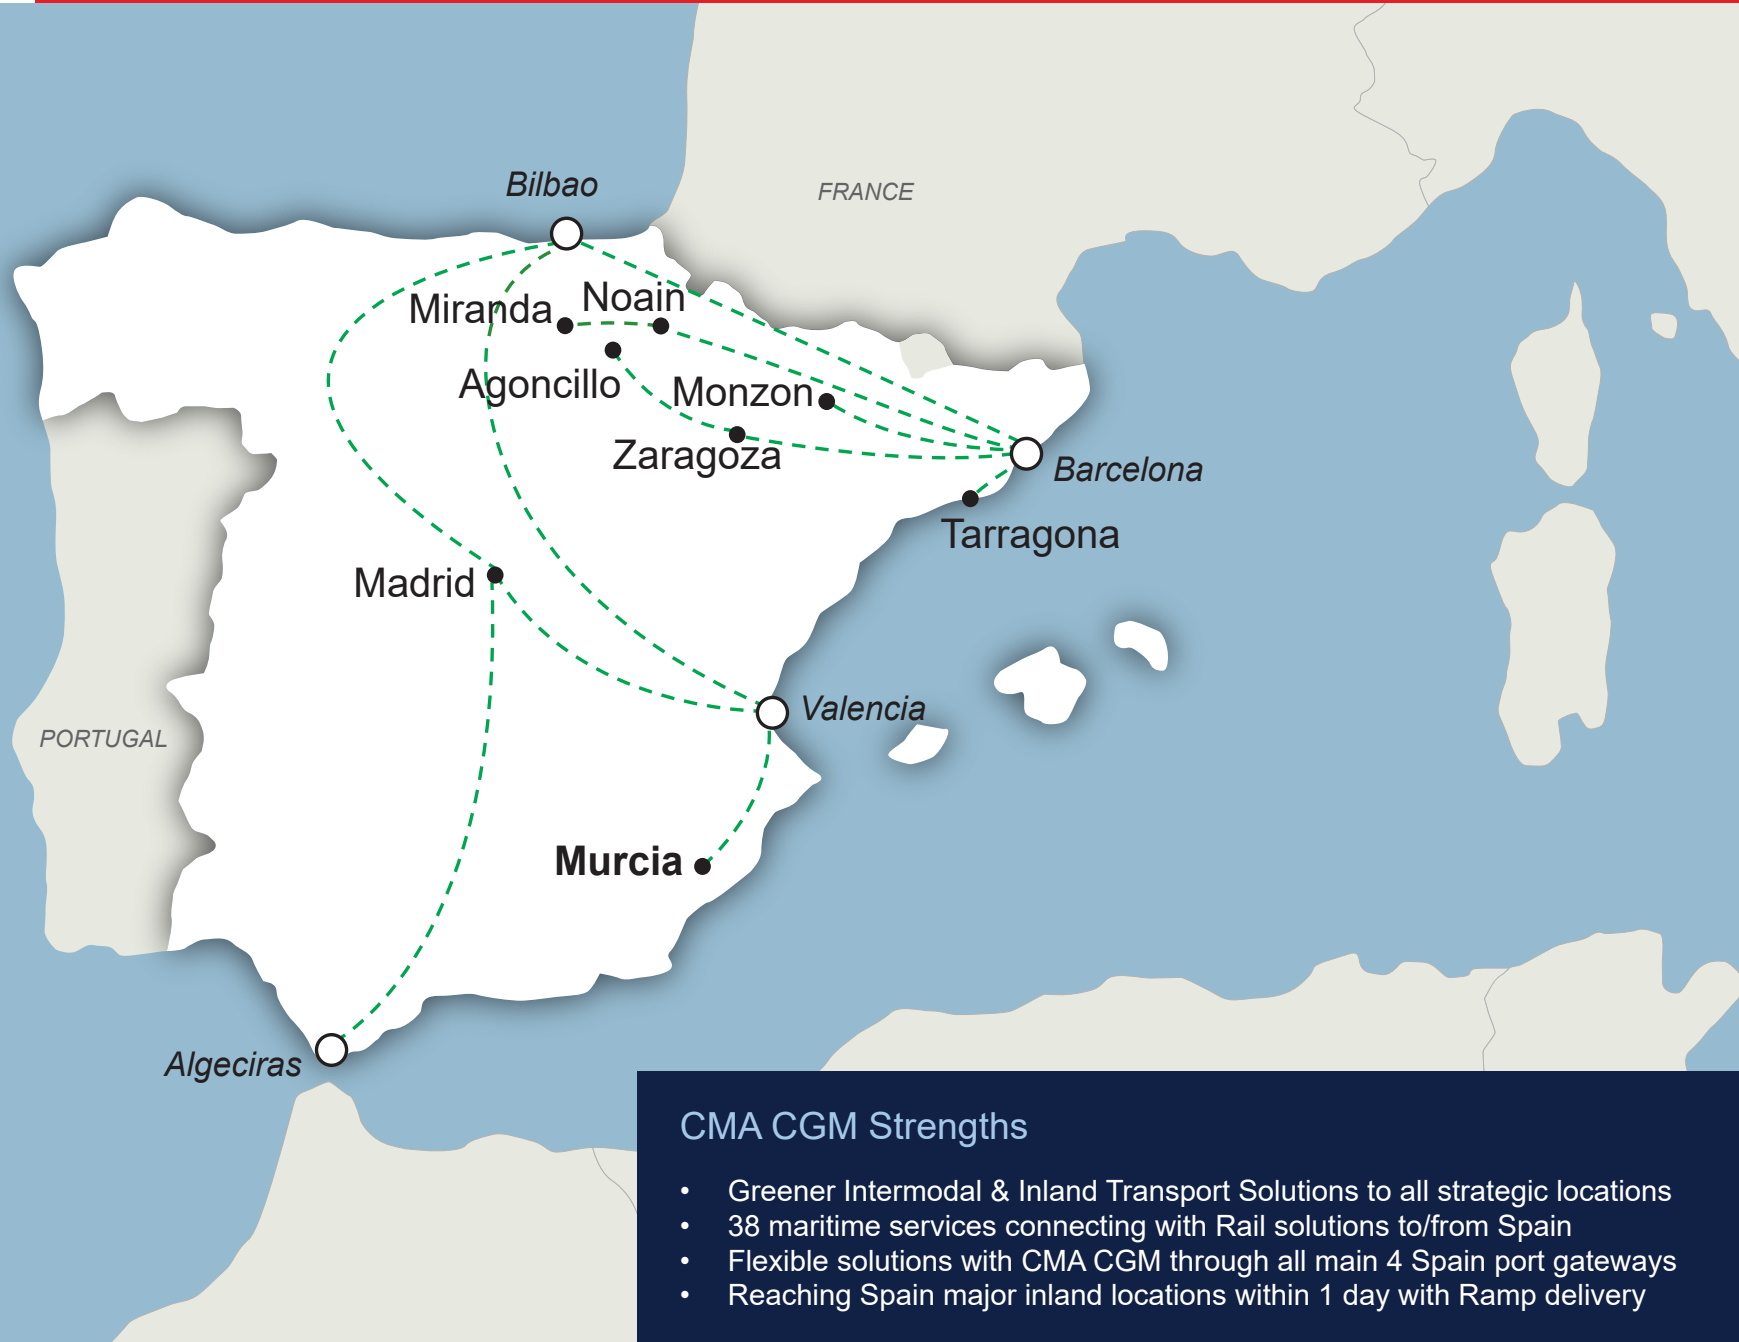 Bilbao
FRANCE
Miranda
Noain
Agoncillo
Monzon
Zaragoza
Barcelona
Tarragona
Madrid
Valencia
PORTUGAL
Murcia
Algeciras
CMA CGM Strengths
• Greener Intermodal & Inland Transport Solutions to all strategic locations
• 38 maritime services connecting with Rail solutions to/from Spain
• Flexible solutions with CMA CGM through all main 4 Spain port gateways
• Reaching Spain major inland locations within 1 day with Ramp delivery